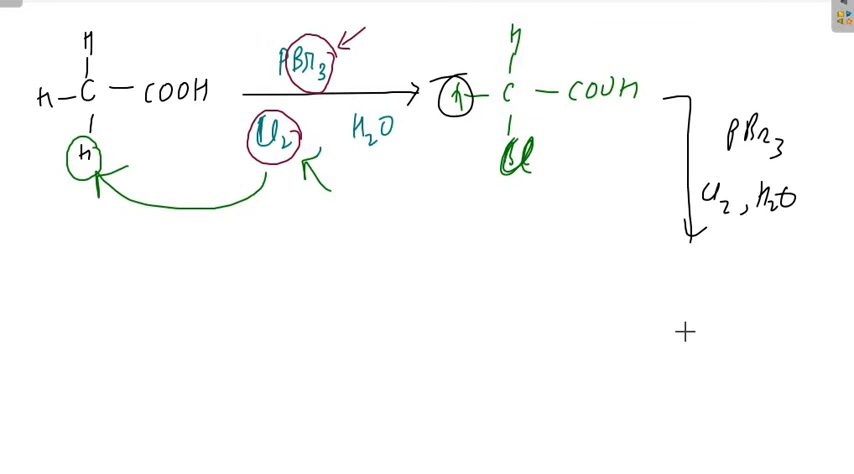 H
H – C – COOH
H
PBr3
Cl2 H2O
H
H – C – COOH
Cl
PBr3
Cl2, H2O